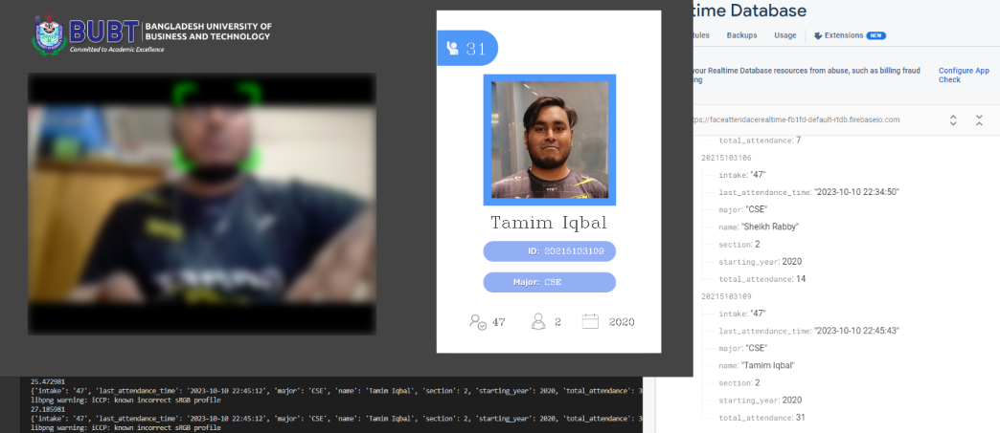 BUBT
BANGLADESH UNIVERSITY OF
BUSINESS AND TECHNOLOGY
Committed to Academic Excellence
31
Tamim Iqbal
ID: 20215103109
Major: CSE
47 2 2020
time Database
ules Backups Usage Extensions NEW
your Realtime Database resources from abuse, such as billing fraud
ng
Configure App
Check
ps://faceattendacerealtime-fb1fd-default-rtdb.firebaseio.com
total_attendance: 7
20215103106
intake: "47"
last_attendance_time: "2023-10-10 22:34:50"
major: "CSE"
name: "Sheikh Rabby"
section: 2
starting_year: 2020
total_attendance: 14
20215103109
intake: "47"
last_attendance_time: "2023-10-10 22:45:43"
major: "CSE"
name: "Tamim Iqbal"
section: 2
starting_year: 2020
total_attendance: 31
25.472981
{'intake': '47', 'last_attendance_time': '2023-10-10 22:45:12', 'major': 'CSE', 'name': 'Tamim Iqbal', 'section': 2, 'starting_year': 2020, 'total_attendance': 3
libpng warning: iCCP: known incorrect sRGB profile
27.185981
{'intake': '47', 'last_attendance_time': '2023-10-10 22:45:12', 'major': 'CSE', 'name': 'Tamim Iqbal', 'section': 2, 'starting_year': 2020, 'total_attendance': 3
libpng warning: iCCP: known incorrect sRGB profile